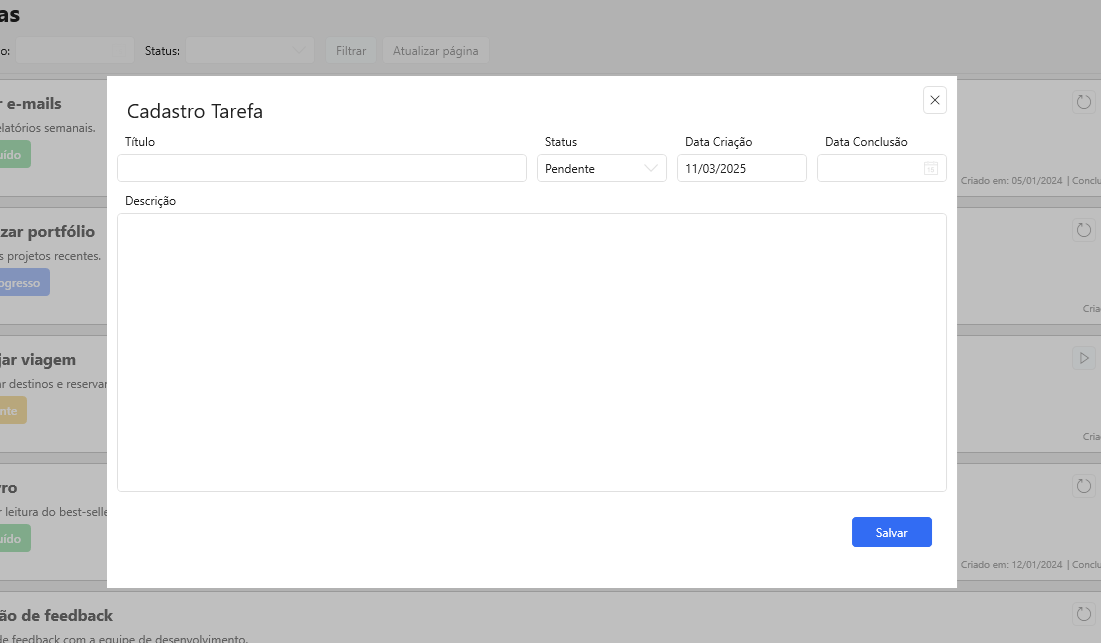 as
o:
Status:
Filtrar
Atualizar página
r e-mails
elatórios semanais.
uído
Criado em: 05/01/2024 | Conclu
Cadastro Tarefa
Título
Status
Data Criação
Data Conclusão
Pendente
11/03/2025
Descrição
Salvar
zar portfólio
s projetos recentes.
ogresso
Cria
jar viagem
ar destinos e reservar
nte
Cria
ro
r leitura do best-selle
uído
Criado em: 12/01/2024 | Conclu
ão de feedback
de feedback com a equipe de desenvolvimento.